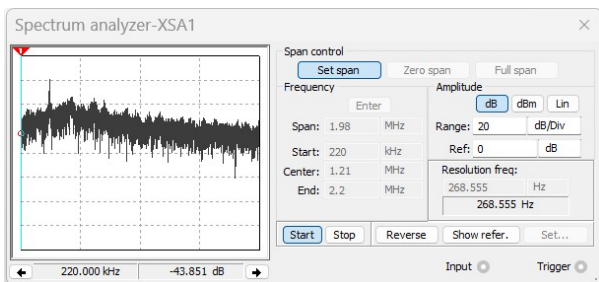 Spectrum analyzer-XSA1
1
Span control
Set span Zero span Full span
Frequency
Enter
Span: 1.98 MHz
Start: 220 kHz
Center: 1.21 MHz
End: 2.2 MHz
Amplitude
dB dBm Lin
Range: 20 dB/Div
Ref: 0 dB
Resolution freq:
268.555 Hz
268.555 Hz
Start Stop Reverse Show refer. Set...
220.000 kHz -43.851 dB
Input Trigger